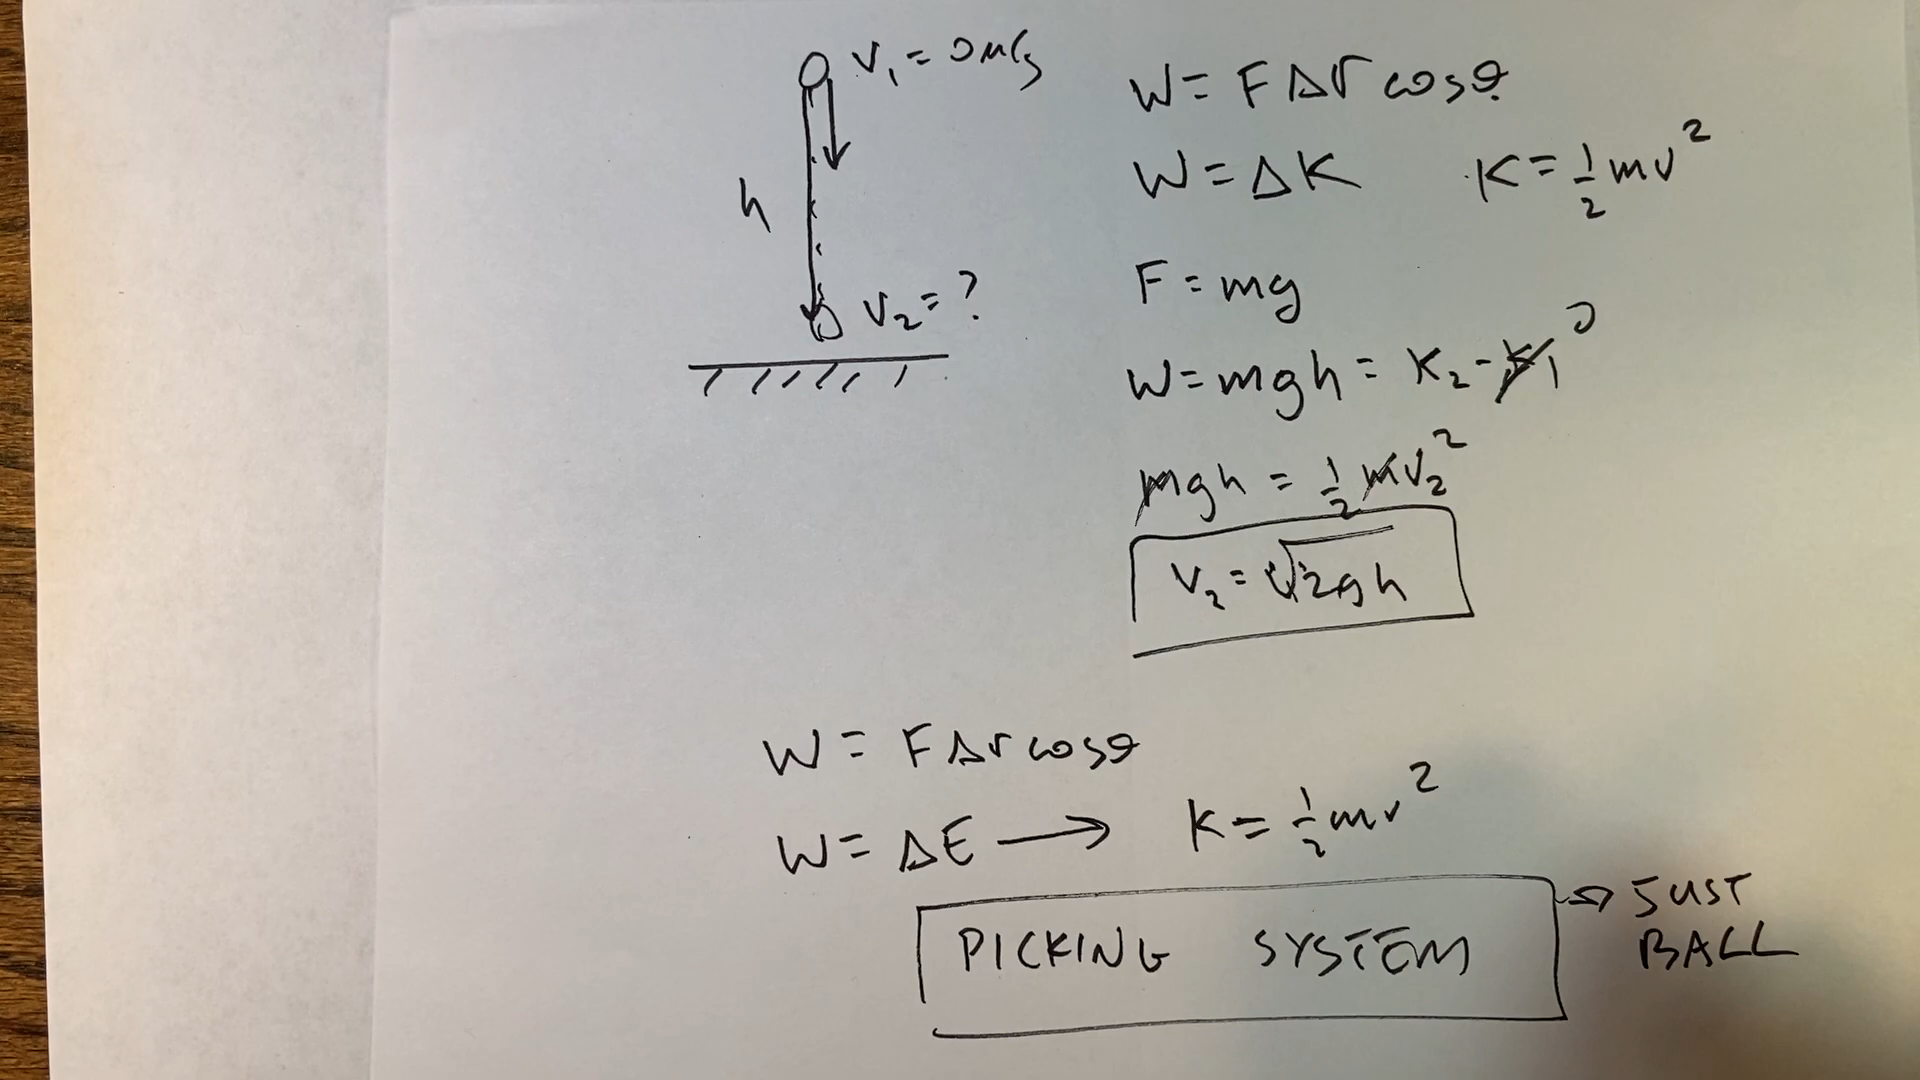 V₁ = 0 m/s
h
V₂ = ?
W = FΔr cosθ
W = ΔK K = ½mv²
F = mg
W = mgh = K₂ - K₁ 0
mgh = ½mv₂²
V₂ = √2gh
W = FΔr cosθ
W = ΔE → K = ½mv²
PICKING SYSTEM → JUST
BALL